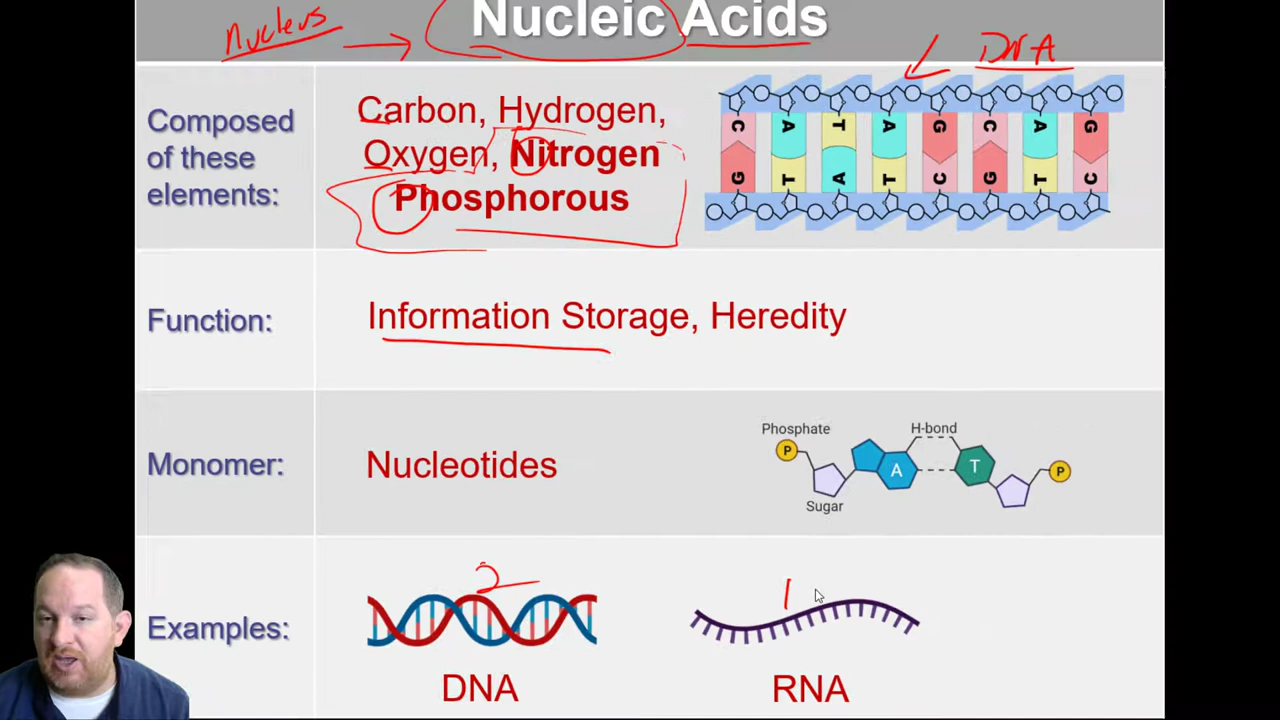 nucleus
Nucleic Acids
DNA
Composed
of these
elements:
Carbon, Hydrogen,
Oxygen, Nitrogen
Phosphorous
C A T A G C A G
G T A T C G T C
Function:
Information Storage, Heredity
Monomer:
Nucleotides
Phosphate
H-bond
P
A
T
P
Sugar
2
1
Examples:
DNA
RNA